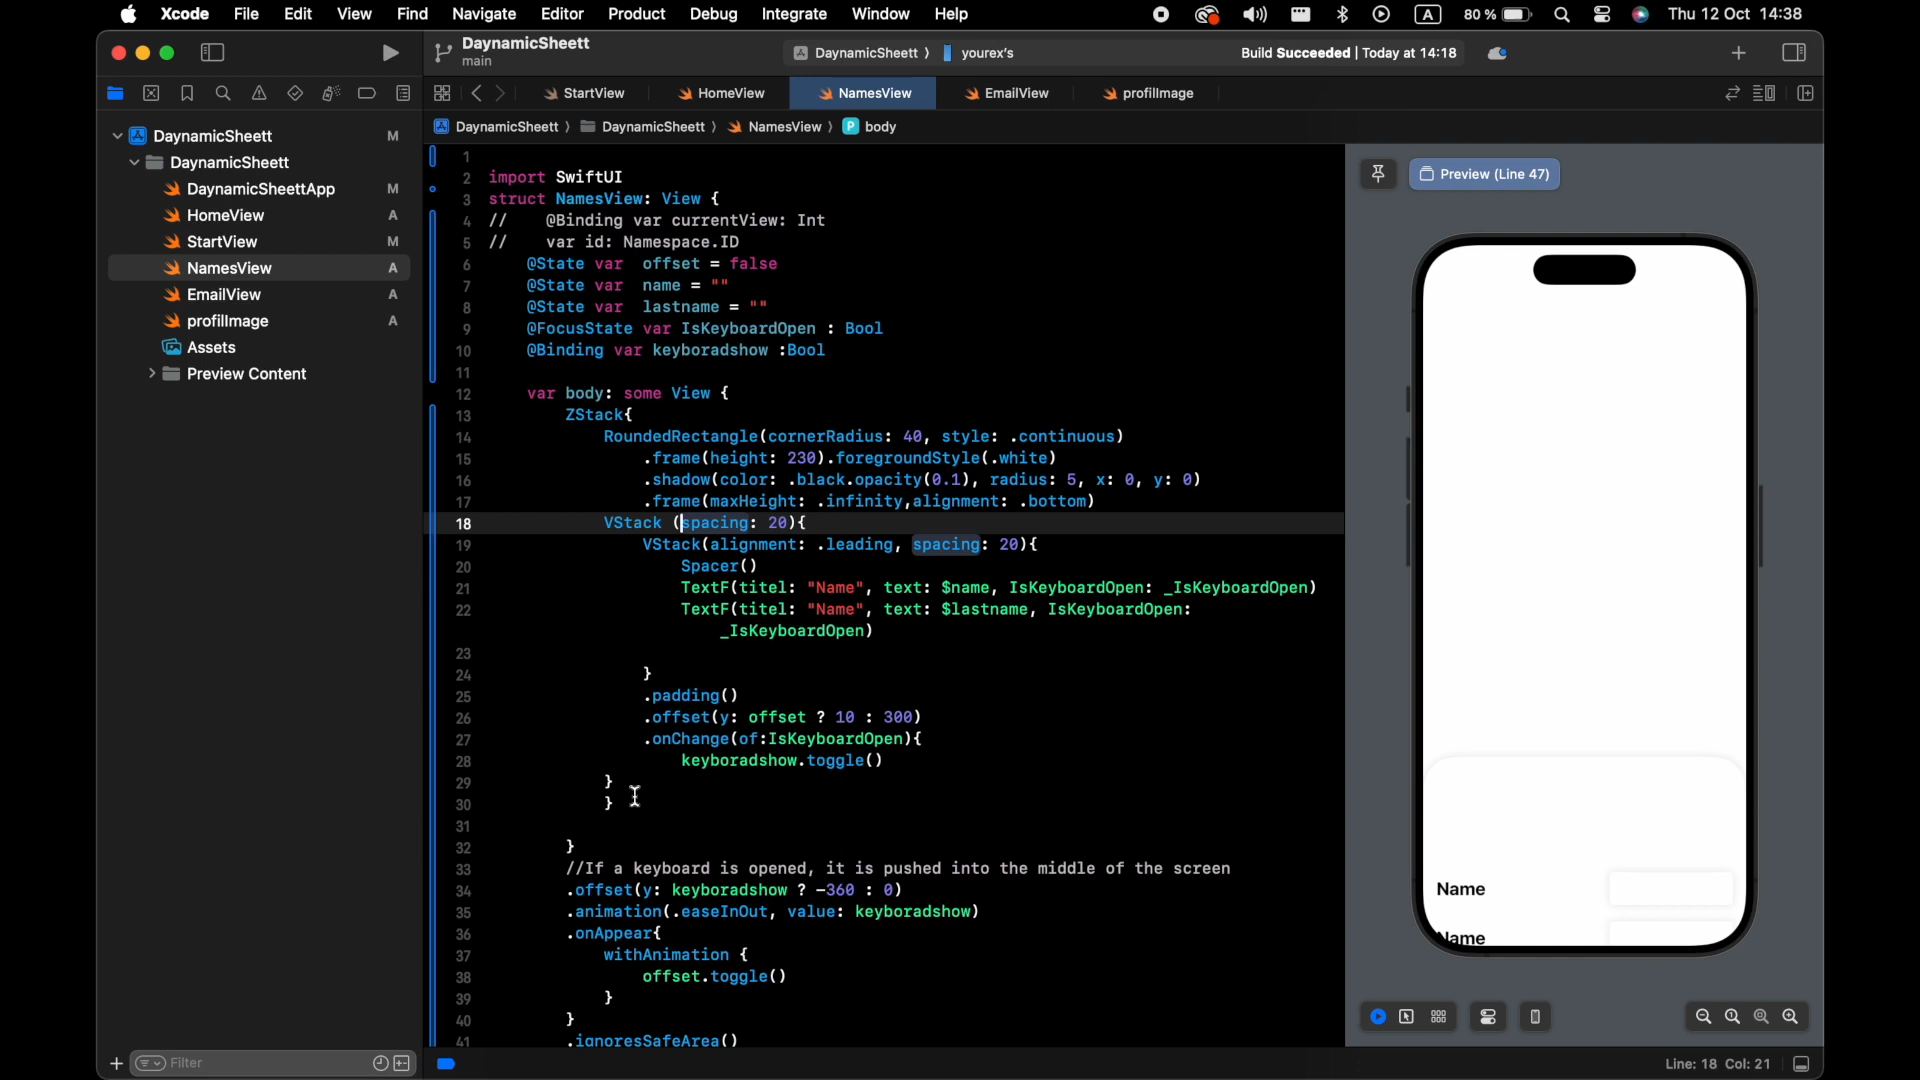 Xcode File Edit View Find Navigate Editor Product Debug Integrate Window Help A 80 % Thu 12 Oct 14:38
DaynamicSheett
main
DaynamicSheett 〉 yourex's
Build Succeeded | Today at 14:18
StartView HomeView NamesView EmailView profilImage
DaynamicSheett 〉 DaynamicSheett 〉 NamesView 〉 P body
DaynamicSheett M
DaynamicSheett
DaynamicSheettApp M
HomeView A
StartView M
NamesView A
EmailView A
profilImage A
Assets
Preview Content
Filter
1
2 import SwiftUI
3 struct NamesView: View {
4 // @Binding var currentView: Int
5 // var id: Namespace.ID
6 @State var offset = false
7 @State var name = ""
8 @State var lastname = ""
9 @FocusState var IsKeyboardOpen : Bool
10 @Binding var keyboradshow :Bool
11
12 var body: some View {
13 ZStack{
14 RoundedRectangle(cornerRadius: 40, style: .continuous)
15 .frame(height: 230).foregroundStyle(.white)
16 .shadow(color: .black.opacity(0.1), radius: 5, x: 0, y: 0)
17 .frame(maxHeight: .infinity,alignment: .bottom)
18 VStack (spacing: 20){
19 VStack(alignment: .leading, spacing: 20){
20 Spacer()
21 TextF(titel: "Name", text: $name, IsKeyboardOpen: _IsKeyboardOpen)
22 TextF(titel: "Name", text: $lastname, IsKeyboardOpen:
_IsKeyboardOpen)
23
24 }
25 .padding()
26 .offset(y: offset ? 10 : 300)
27 .onChange(of:IsKeyboardOpen){
28 keyboradshow.toggle()
29 }
30 }
31
32 }
33 //If a keyboard is opened, it is pushed into the middle of the screen
34 .offset(y: keyboradshow ? -360 : 0)
35 .animation(.easeInOut, value: keyboradshow)
36 .onAppear{
37 withAnimation {
38 offset.toggle()
39 }
40 }
41 .ignoresSafeArea()
Preview (Line 47)
Name
Name
Line: 18 Col: 21